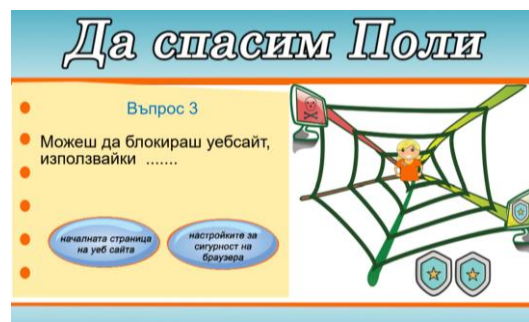 Да спасим Поли
Въпрос 3
Можеш да блокираш уебсайт,
използвайки .......
началната страница
на уеб сайта
настройките за
сигурност на
браузера